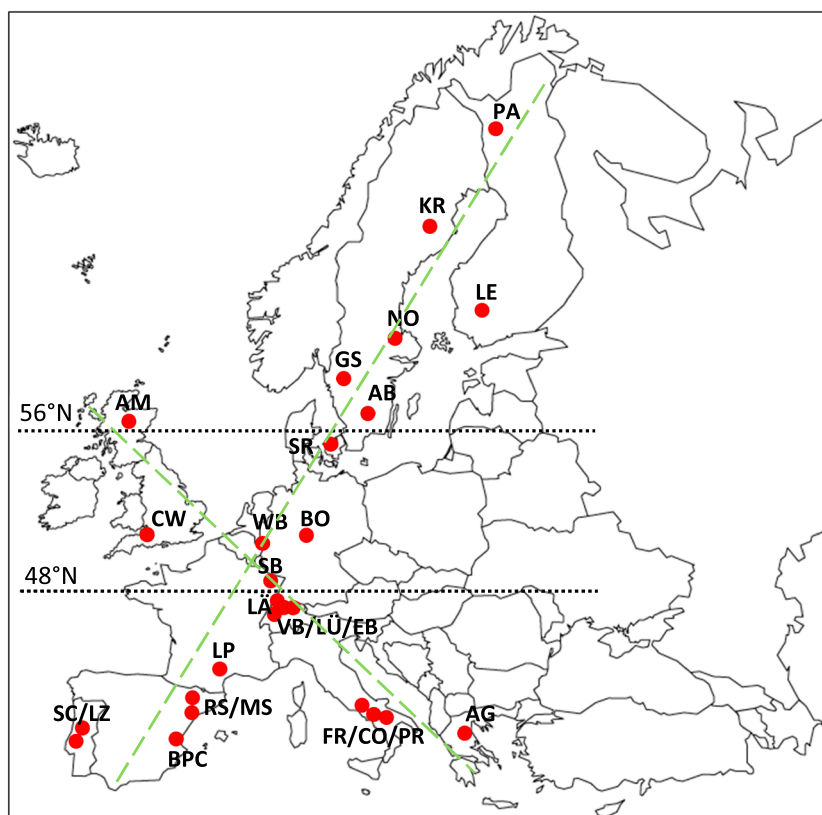 PA
KR
LE
NO
GS
AB
AM
56°N
SR
CW
WB
BO
SB
48°N
LÄ
VB/LÜ/EB
LP
SC/LZ
RS/MS
AG
FR/CO/PR
BPC